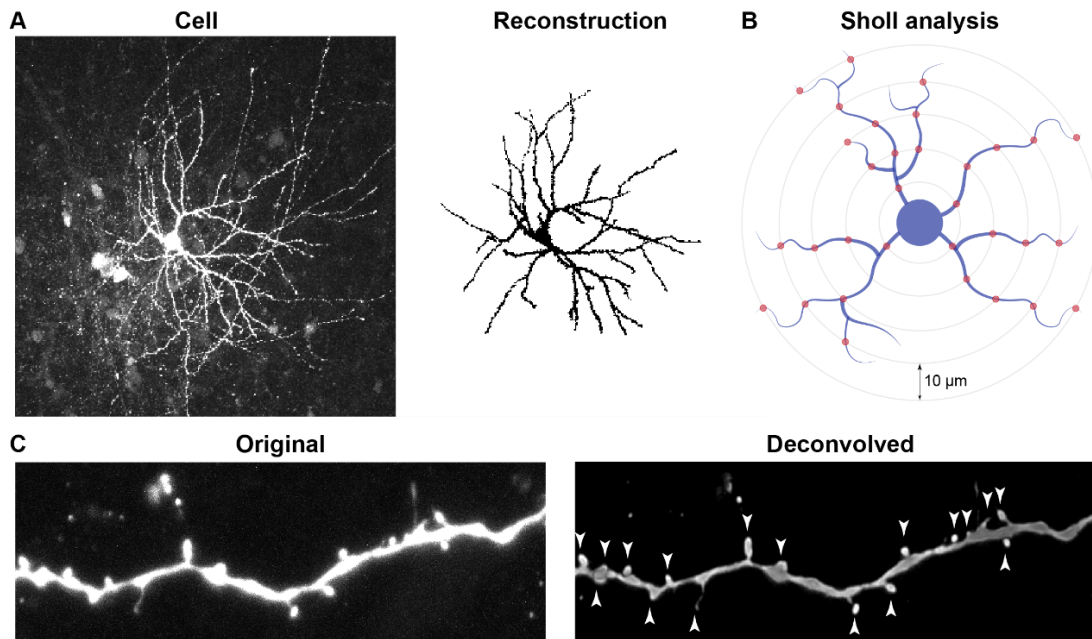 A Cell Reconstruction B Sholl analysis
10 µm
C Original Deconvolved